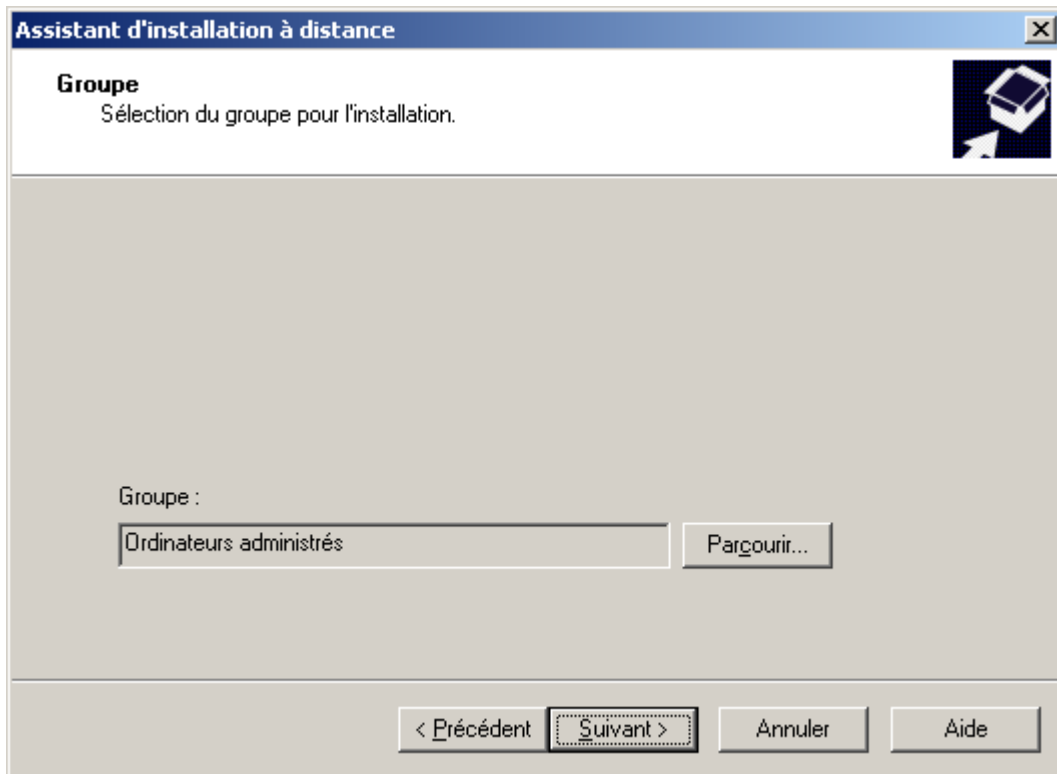 Assistant d'installation à distance
Groupe
Sélection du groupe pour l'installation.
Groupe :
Ordinateurs administrés
Parcourir...
< Précédent
Suivant >
Annuler
Aide